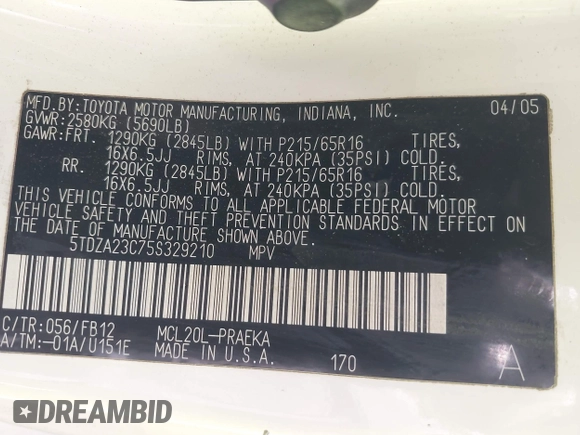 MFD.BY:TOYOTA MOTOR MANUFACTURING, INDIANA, INC. 04/05
GVWR:2580KG (5690LB)
GAWR:FRT. 1290KG (2845LB) WITH P215/65R16 TIRES,
16X6.5JJ RIMS, AT 240KPA (35PSI) COLD.
RR. 1290KG (2845LB) WITH P215/65R16 TIRES,
16X6.5JJ RIMS, AT 240KPA (35PSI) COLD.
THIS VEHICLE CONFORMS TO ALL APPLICABLE FEDERAL MOTOR
VEHICLE SAFETY AND THEFT PREVENTION STANDARDS IN EFFECT ON
THE DATE OF MANUFACTURE SHOWN ABOVE.
5TDZA23C75S329210 MPV
C/TR:056/FB12 MCL20L-PRAEKA
A/TM:-01A/U151E MADE IN U.S.A. 170 A
DREAMBID